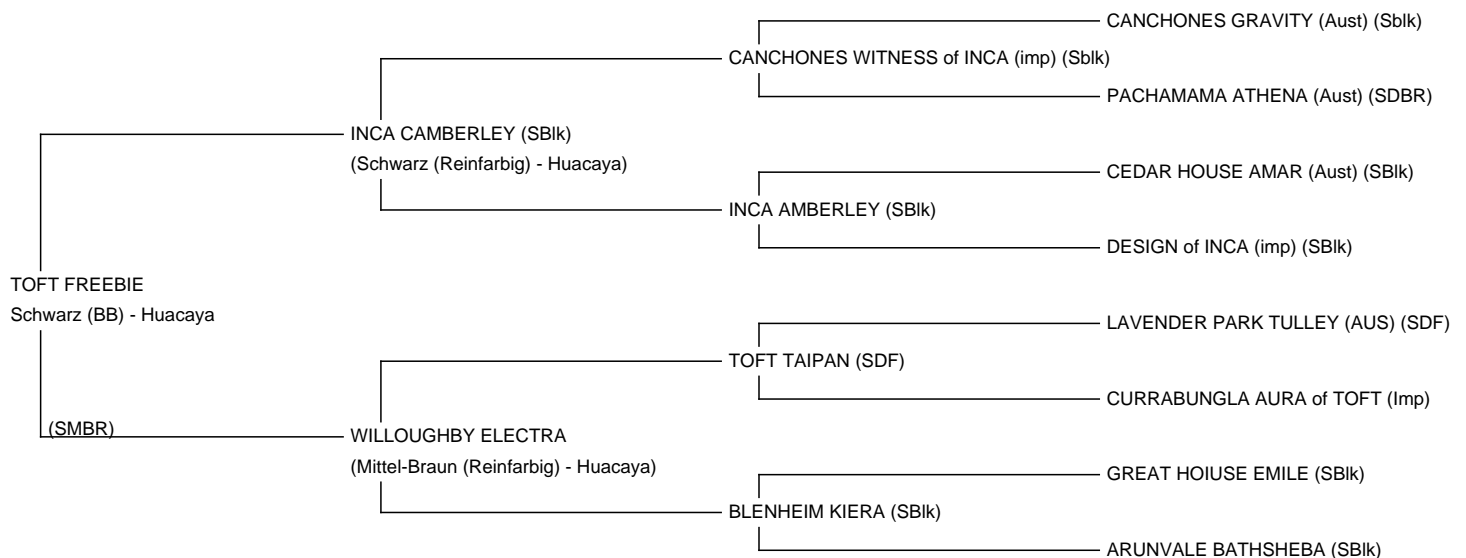 CANCHONES GRAVITY (Aust) (Sblk)
CANCHONES WITNESS of INCA (imp) (Sblk)
PACHAMAMA ATHENA (Aust) (SDBR)
INCA CAMBERLEY (SBlk)
(Schwarz (Reinfarbig) - Huacaya)
CEDAR HOUSE AMAR (Aust) (SBlk)
INCA AMBERLEY (SBlk)
DESIGN of INCA (imp) (SBlk)
TOFT FREEBIE
Schwarz (BB) - Huacaya
LAVENDER PARK TULLEY (AUS) (SDF)
TOFT TAIPAN (SDF)
CURRABUNGLA AURA of TOFT (Imp)
(SMBR)
WILLOUGHBY ELECTRA
(Mittel-Braun (Reinfarbig) - Huacaya)
GREAT HOIUSE EMILE (SBlk)
BLENHEIM KIERA (SBlk)
ARUNVALE BATHSHEBA (SBlk)